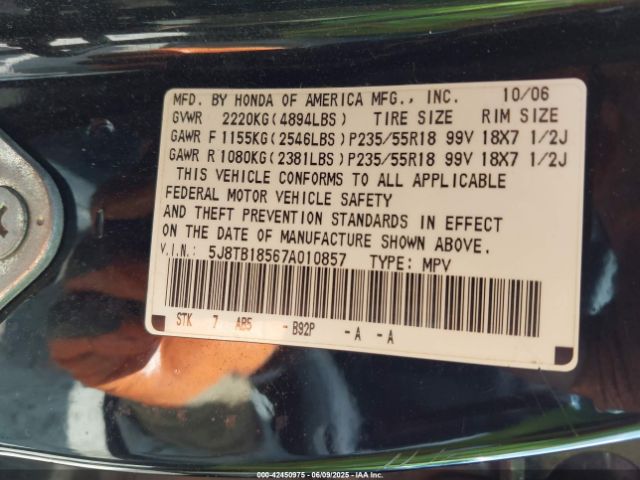 MFD. BY HONDA OF AMERICA MFG., INC. 10/06
GVWR 2220KG(4894LBS) TIRE SIZE RIM SIZE
GAWR F 1155KG(2546LBS)P235/55R18 99V 18X7 1/2J
GAWR R 1080KG(2381LBS)P235/55R18 99V 18X7 1/2J
THIS VEHICLE CONFORMS TO ALL APPLICABLE
FEDERAL MOTOR VEHICLE SAFETY
AND THEFT PREVENTION STANDARDS IN EFFECT
ON THE DATE OF MANUFACTURE SHOWN ABOVE.
V.I.N.: 5J8TB18567A010857 TYPE: MPV
STK 7 AB5 - B92P - A - A
000-42450975 - 06/09/2025 - IAA Inc.